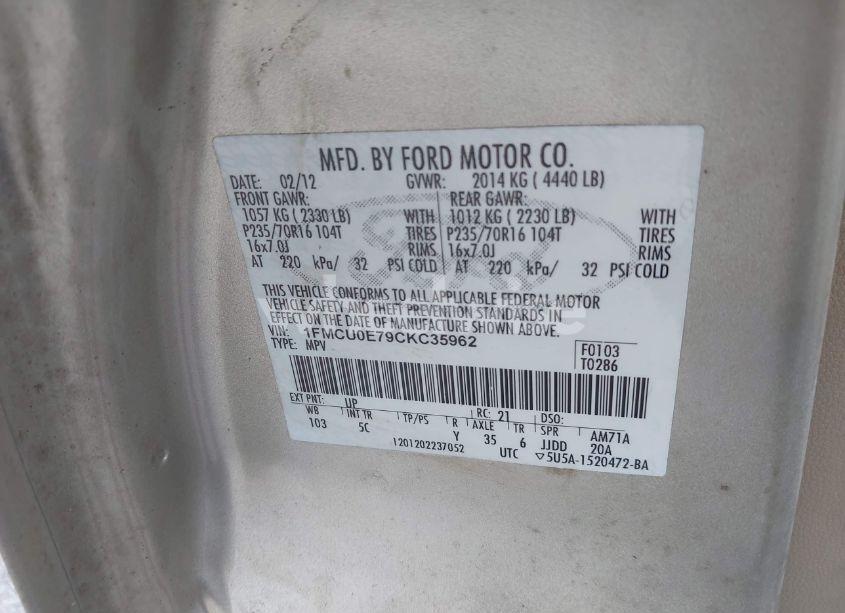 MFD. BY FORD MOTOR CO.
DATE: 02/12 GVWR: 2014 KG ( 4440 LB)
FRONT GAWR: REAR GAWR:
1057 KG ( 2330 LB) WITH 1012 KG ( 2230 LB) WITH
P235/70R16 104T TIRES P235/70R16 104T TIRES
16x7.0J RIMS 16x7.0J RIMS
AT 220 kPa/ 32 PSI COLD AT 220 kPa/ 32 PSI COLD
THIS VEHICLE CONFORMS TO ALL APPLICABLE FEDERAL MOTOR
VEHICLE SAFETY AND THEFT PREVENTION STANDARDS IN
EFFECT ON THE DATE OF MANUFACTURE SHOWN ABOVE.
VIN: 1FMCU0E79CKC35962
TYPE: MPV
F0103
T0286
EXT PNT: UP RC: 21 DSO:
WB INT TR TP/PS R AXLE TR SPR AM71A
103 5C Y 35 6 JJDD 20A
1201202237052 UTC ▽5U5A-1520472-BA